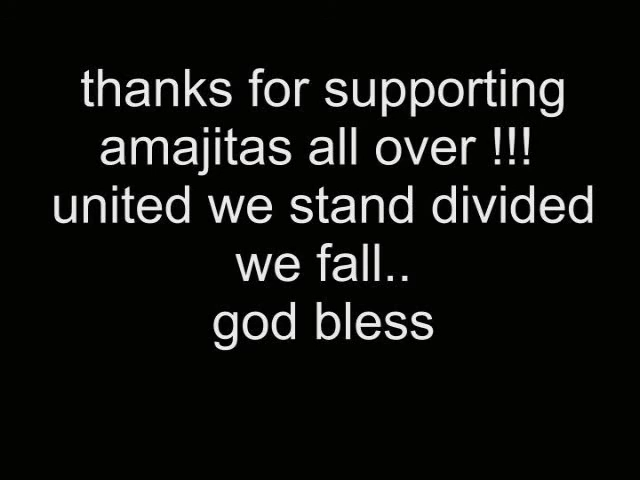 thanks for supporting
amajitas all over !!!
united we stand divided
we fall..
god bless